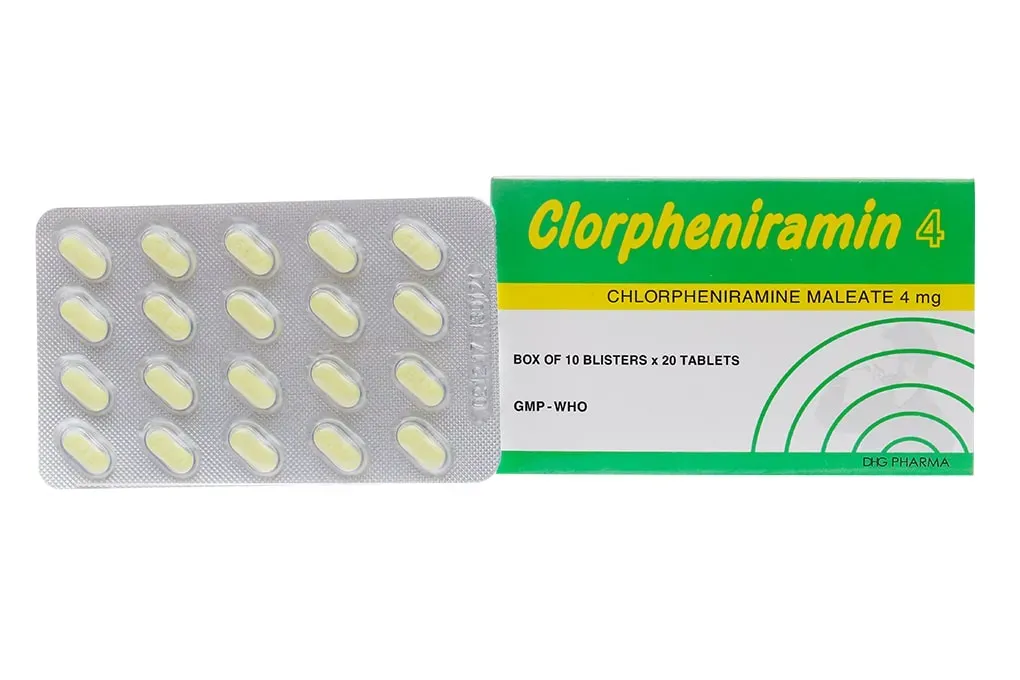 Clorpheniramin 4
CHLORPHENIRAMINE MALEATE 4 mg
BOX OF 10 BLISTERS x 20 TABLETS
GMP-WHO
DHG PHARMA